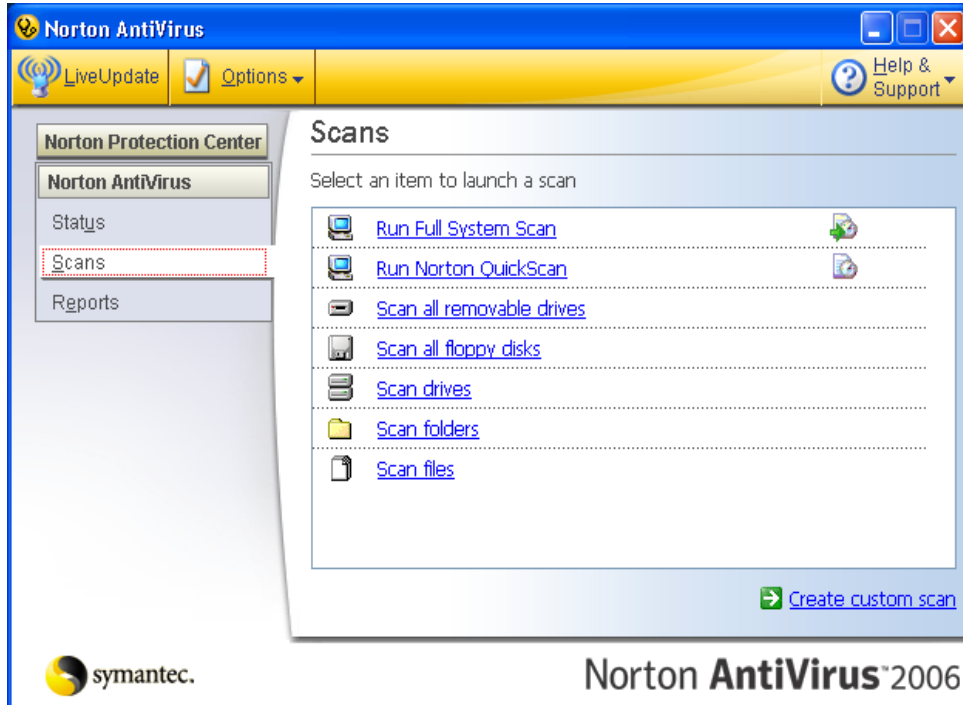 Norton AntiVirus
LiveUpdate
Options
Help &
Support
Norton Protection Center
Norton AntiVirus
Status
Scans
Reports
Scans
Select an item to launch a scan
Run Full System Scan
Run Norton QuickScan
Scan all removable drives
Scan all floppy disks
Scan drives
Scan folders
Scan files
Create custom scan
symantec.
Norton AntiVirus™2006